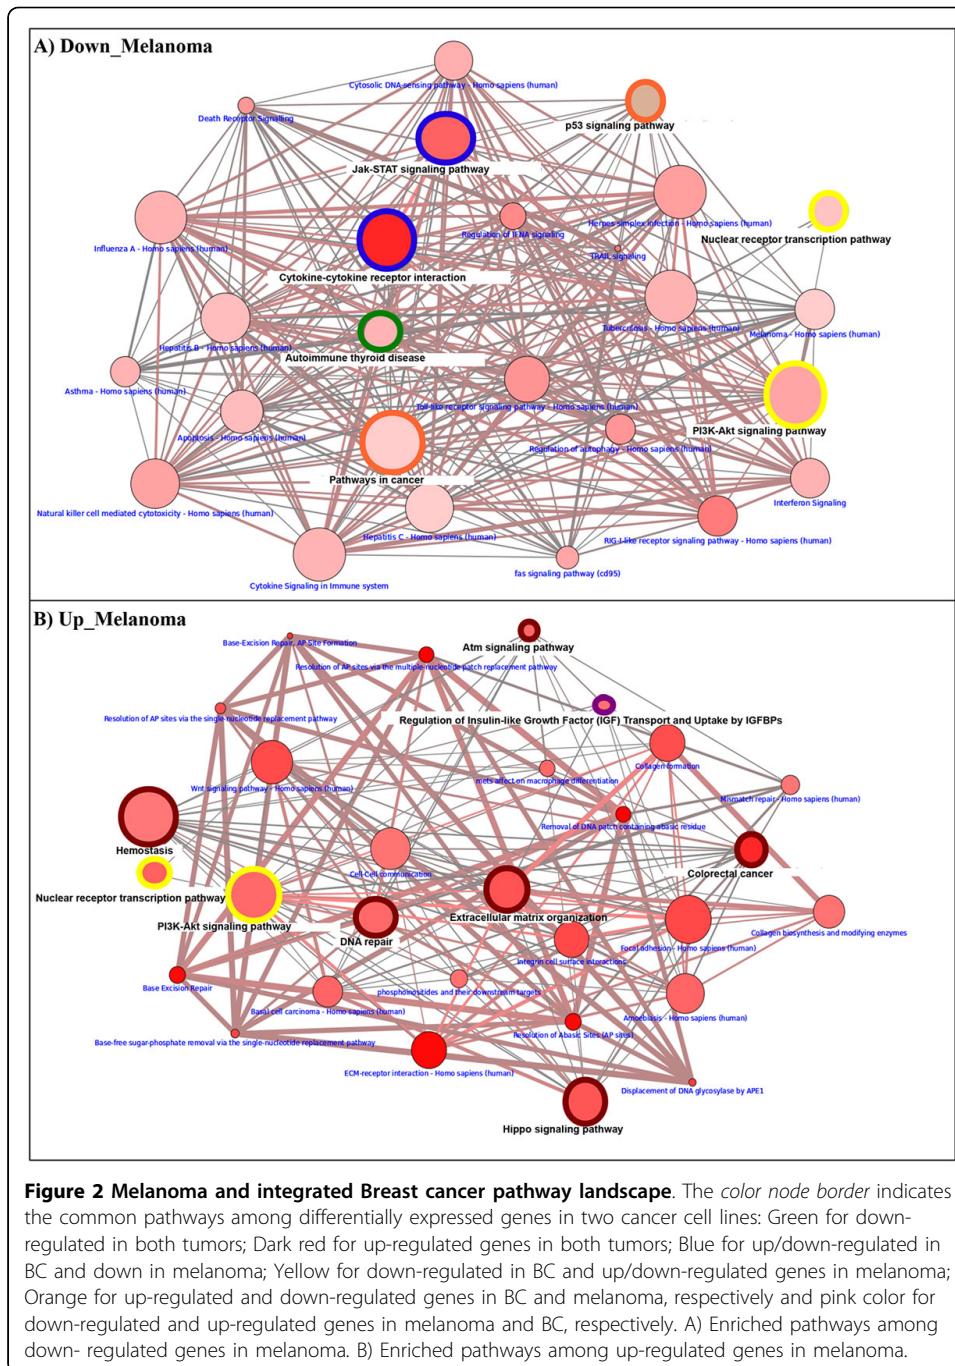 A) Down_Melanoma
Cytosolic DNA-sensing pathway - Homo sapiens (human)
Death Receptor Signalling
p53 signaling pathway
Jak-STAT signaling pathway
Herpes simplex infection - Homo sapiens (human)
Regulation of IFNA signaling
Nuclear receptor transcription pathway
Influenza A - Homo sapiens (human)
TRAIL signaling
Cytokine-cytokine receptor interaction
Tuberculosis - Homo sapiens (human)
Melanoma - Homo sapiens (human)
Hepatitis B - Homo sapiens (human)
Autoimmune thyroid disease
Asthma - Homo sapiens (human)
Toll-like receptor signaling pathway - Homo sapiens (human)
PI3K-Akt signaling pathway
Apoptosis - Homo sapiens (human)
Regulation of autophagy - Homo sapiens (human)
Pathways in cancer
Interferon Signaling
Natural killer cell mediated cytotoxicity - Homo sapiens (human)
Hepatitis C - Homo sapiens (human)
RIG-I-like receptor signaling pathway - Homo sapiens (human)
fas signaling pathway (cd95)
Cytokine Signaling in Immune system
B) Up_Melanoma
Base-Excision Repair, AP Site Formation
Atm signaling pathway
Resolution of AP sites via the multiple-nucleotide patch replacement pathway
Resolution of AP sites via the single-nucleotide replacement pathway
Regulation of Insulin-like Growth Factor (IGF) Transport and Uptake by IGFBPs
Collagen formation
mets affect on macrophage differentiation
Wnt signaling pathway - Homo sapiens (human)
Mismatch repair - Homo sapiens (human)
Removal of DNA patch containing abasic residue
Hemostasis
Cell-Cell communication
Colorectal cancer
Nuclear receptor transcription pathway
Extracellular matrix organization
PI3K-Akt signaling pathway
Collagen biosynthesis and modifying enzymes
DNA repair
Focal adhesion - Homo sapiens (human)
Integrin cell surface interactions
Base Excision Repair
phosphoinositides and their downstream targets
Basal cell carcinoma - Homo sapiens (human)
Amoebiasis - Homo sapiens (human)
Resolution of Abasic Sites (AP sites)
Base-free sugar-phosphate removal via the single-nucleotide replacement pathway
ECM-receptor interaction - Homo sapiens (human)
Displacement of DNA glycosylase by APE1
Hippo signaling pathway
Figure 2 Melanoma and integrated Breast cancer pathway landscape. The color node border indicates
the common pathways among differentially expressed genes in two cancer cell lines: Green for down-
regulated in both tumors; Dark red for up-regulated genes in both tumors; Blue for up/down-regulated in
BC and down in melanoma; Yellow for down-regulated in BC and up/down-regulated genes in melanoma;
Orange for up-regulated and down-regulated genes in BC and melanoma, respectively and pink color for
down-regulated and up-regulated genes in melanoma and BC, respectively. A) Enriched pathways among
down- regulated genes in melanoma. B) Enriched pathways among up-regulated genes in melanoma.